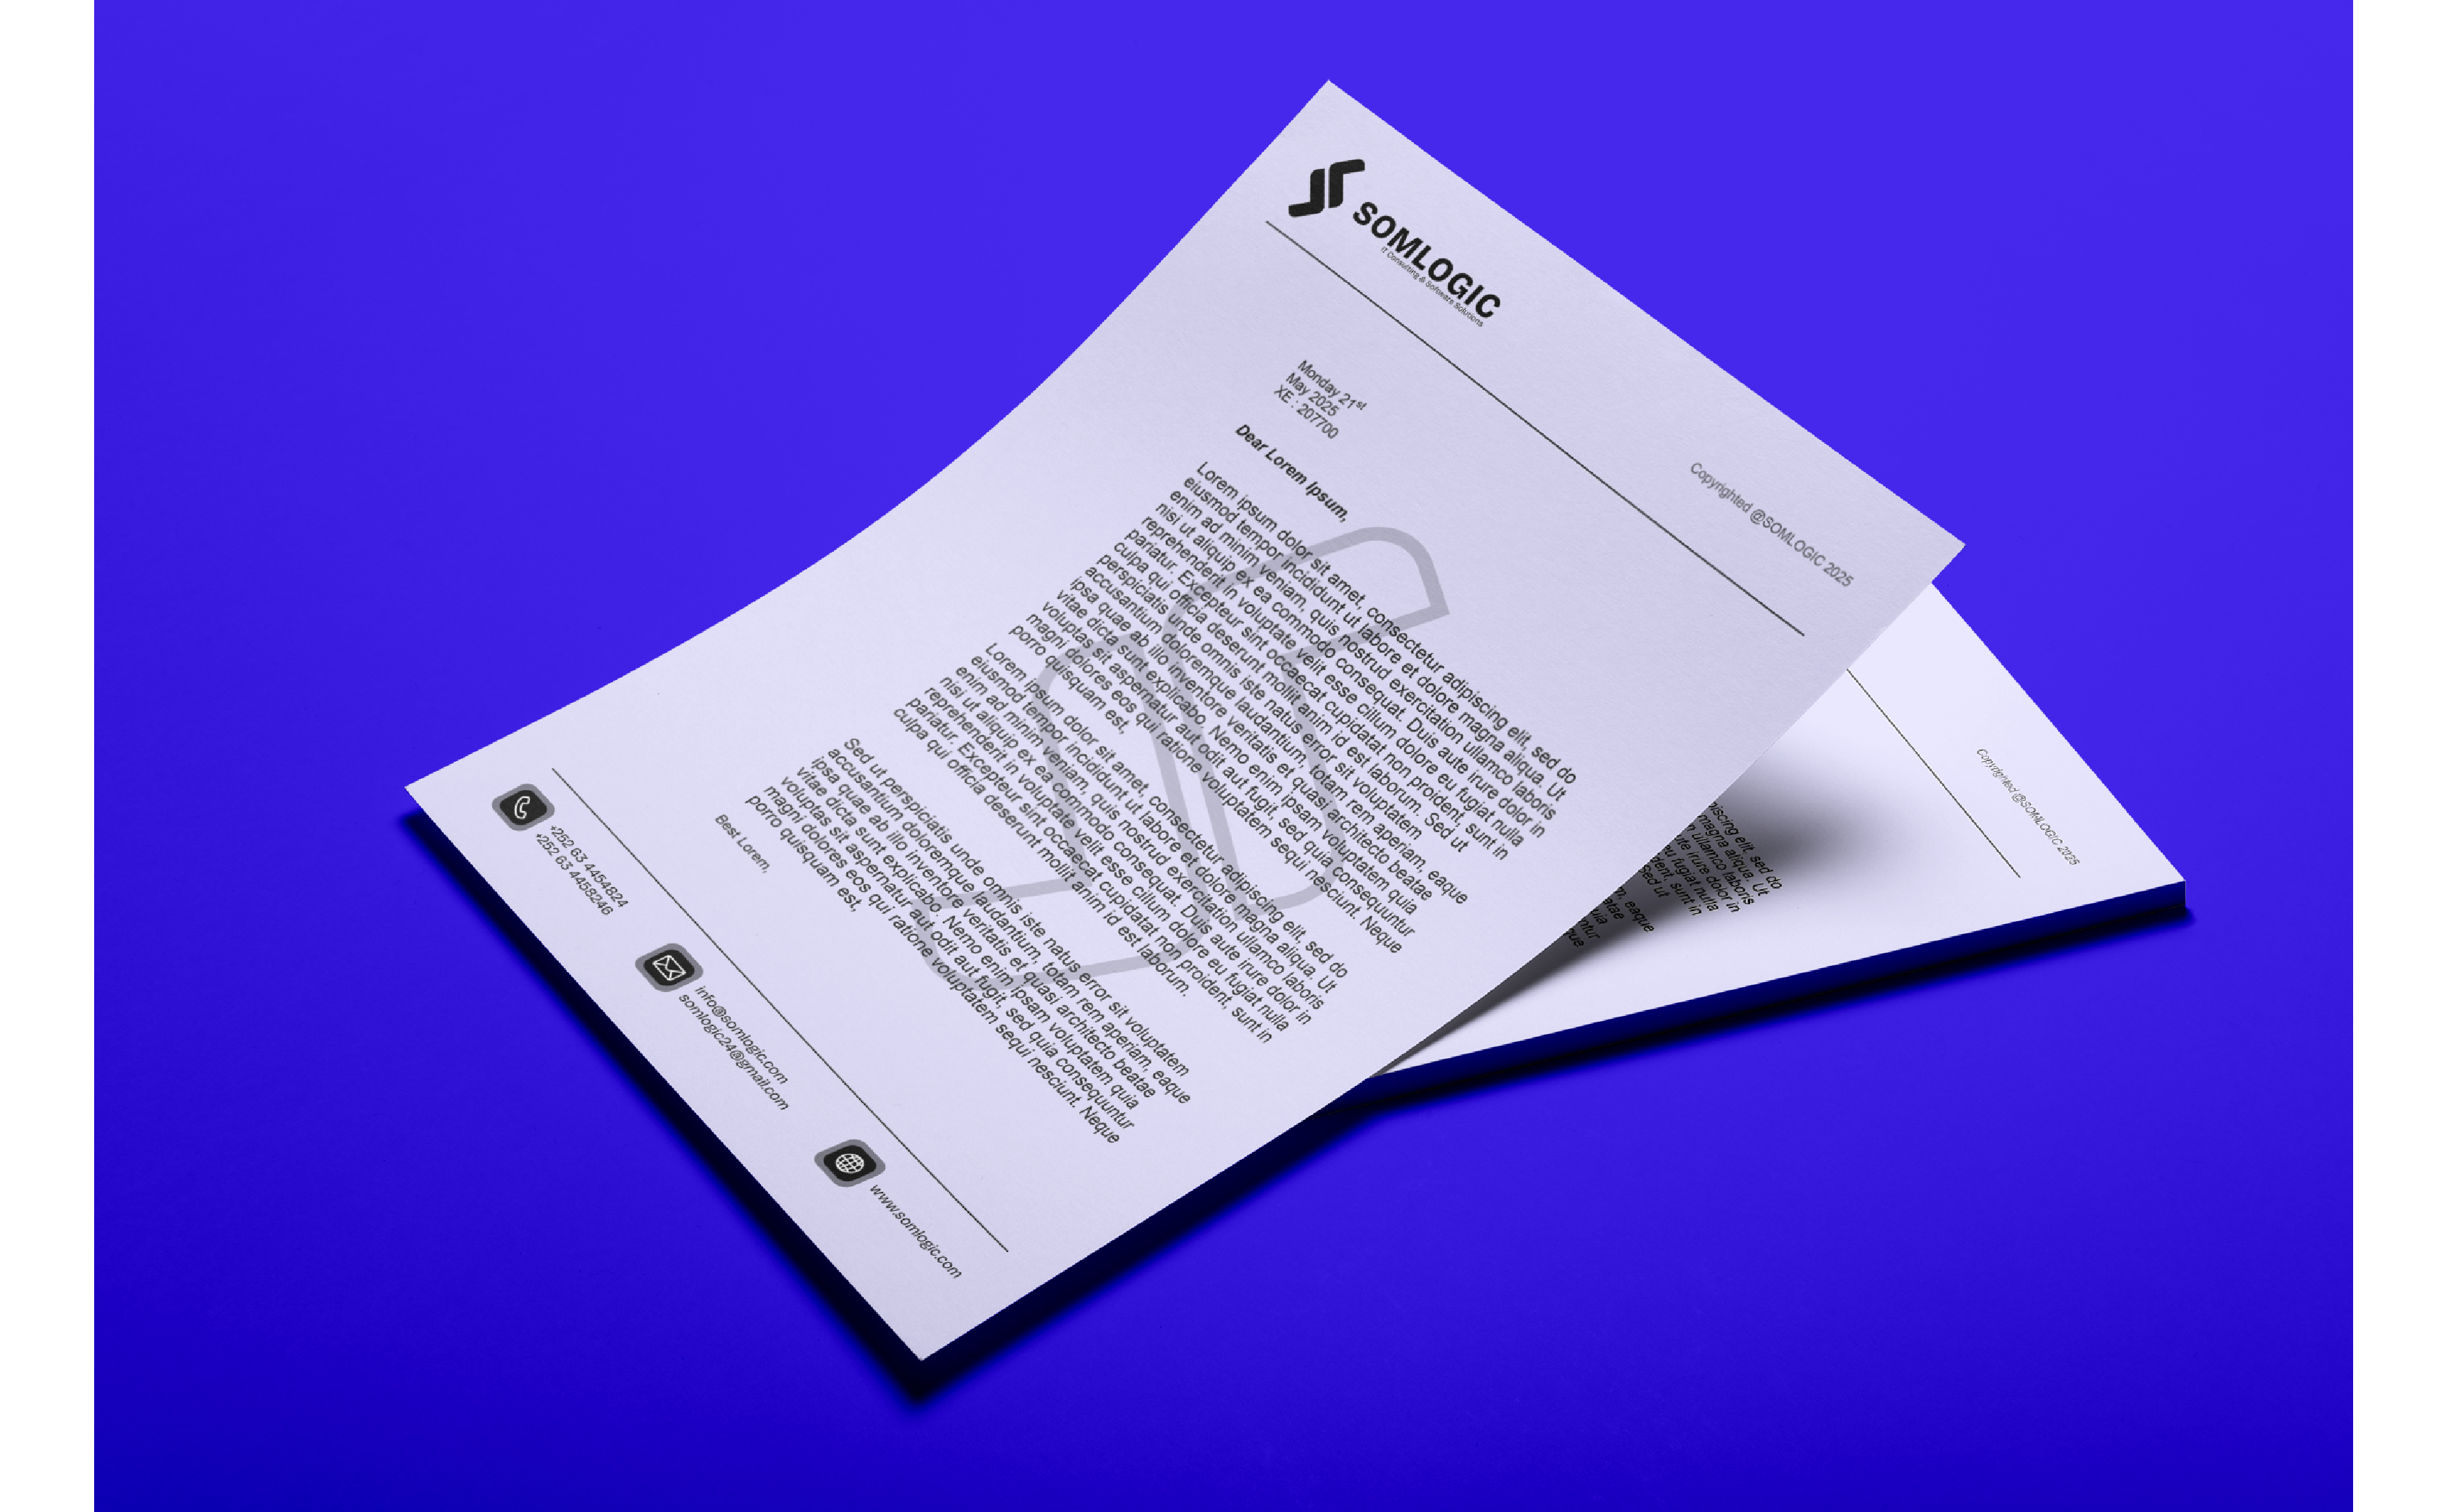 SOMLOGIC
IT Consulting & Software Solutions
Copyrighted @SOMLOGIC 2025
Monday 21st
May 2025
XE : 207700
Dear Lorem Ipsum,
Lorem ipsum dolor sit amet, consectetur adipiscing elit, sed do
eiusmod tempor incididunt ut labore et dolore magna aliqua. Ut
enim ad minim veniam, quis nostrud exercitation ullamco laboris
nisi ut aliquip ex ea commodo consequat. Duis aute irure dolor in
reprehenderit in voluptate velit esse cillum dolore eu fugiat nulla
pariatur. Excepteur sint occaecat cupidatat non proident, sunt in
culpa qui officia deserunt mollit anim id est laborum. Sed ut
perspiciatis unde omnis iste natus error sit voluptatem
accusantium doloremque laudantium, totam rem aperiam, eaque
ipsa quae ab illo inventore veritatis et quasi architecto beatae
vitae dicta sunt explicabo. Nemo enim ipsam voluptatem quia
voluptas sit aspernatur aut odit aut fugit, sed quia consequuntur
magni dolores eos qui ratione voluptatem sequi nesciunt. Neque
porro quisquam est,
Lorem ipsum dolor sit amet, consectetur adipiscing elit, sed do
eiusmod tempor incididunt ut labore et dolore magna aliqua. Ut
enim ad minim veniam, quis nostrud exercitation ullamco laboris
nisi ut aliquip ex ea commodo consequat. Duis aute irure dolor in
reprehenderit in voluptate velit esse cillum dolore eu fugiat nulla
pariatur. Excepteur sint occaecat cupidatat non proident, sunt in
culpa qui officia deserunt mollit anim id est laborum.
Sed ut perspiciatis unde omnis iste natus error sit voluptatem
accusantium doloremque laudantium, totam rem aperiam, eaque
ipsa quae ab illo inventore veritatis et quasi architecto beatae
vitae dicta sunt explicabo. Nemo enim ipsam voluptatem quia
voluptas sit aspernatur aut odit aut fugit, sed quia consequuntur
magni dolores eos qui ratione voluptatem sequi nesciunt. Neque
porro quisquam est,
Best Lorem,
+252 63 4454824
+252 63 4458246
info@somlogic.com
somlogic24@gmail.com
www.somlogic.com
Copyrighted @SOMLOGIC 2025
elit, sed do
magna aliqua. Ut
ullamco laboris
irure dolor in
eu fugiat nulla
sunt in
Sed ut
eaque